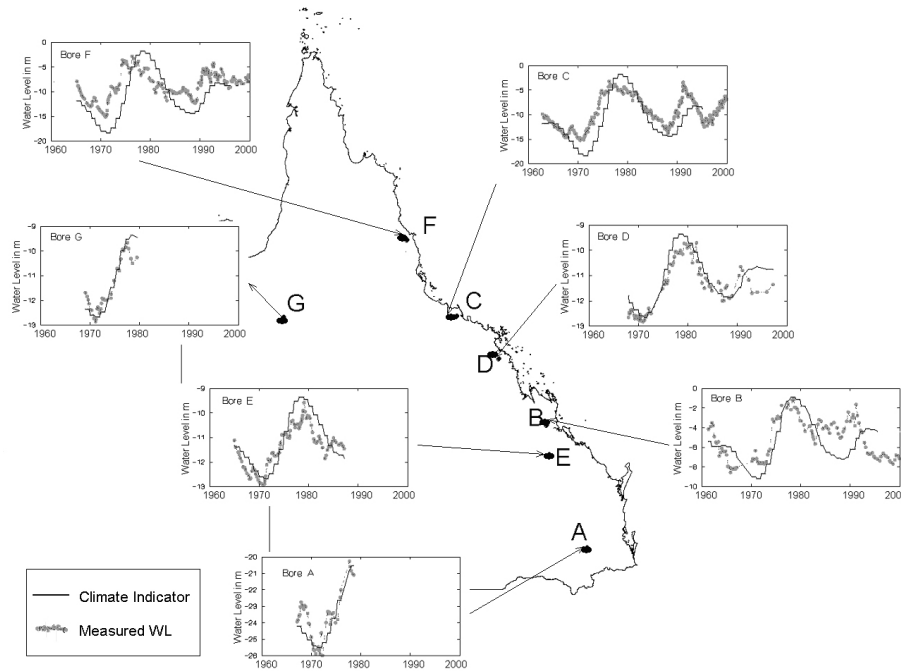 Bore F
Water Level in m
0
-5
-10
-15
-20
1960 1970 1980 1990 2000
Bore C
Water Level in m
0
-5
-10
-15
-20
1960 1970 1980 1990 2000
Bore G
Water Level in m
-9
-10
-11
-12
-13
1960 1970 1980 1990 2000
Bore D
Water Level in m
-9
-10
-11
-12
-13
1960 1970 1980 1990 2000
Bore E
Water Level in m
-9
-10
-11
-12
-13
1960 1970 1980 1990 2000
Bore B
Water Level in m
0
-2
-4
-6
-8
-10
1960 1970 1980 1990 2000
Bore A
Water Level in m
-20
-21
-22
-23
-24
-25
-26
1960 1970 1980 1990 2000
F
C
G
D
B
E
A
Climate Indicator
Measured WL